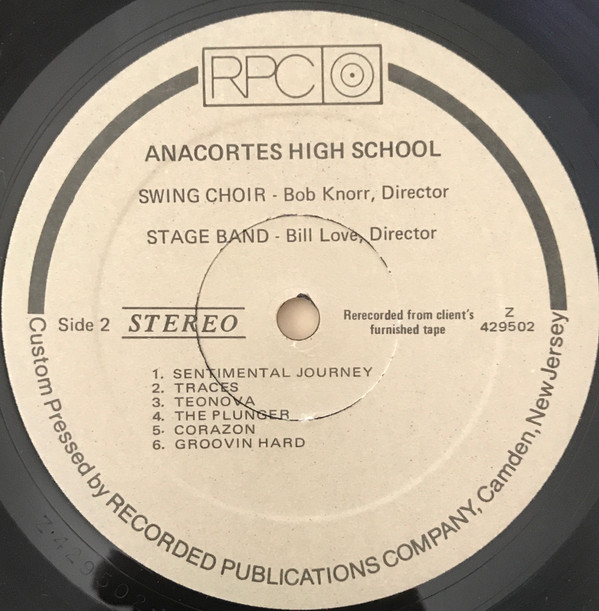 RPC
ANACORTES HIGH SCHOOL
SWING CHOIR - Bob Knorr, Director
STAGE BAND - Bill Love, Director
Side 2 STEREO
Rerecorded from client's
furnished tape
Z
429502
1. SENTIMENTAL JOURNEY
2. TRACES
3. TEONOVA
4. THE PLUNGER
5. CORAZON
6. GROOVIN HARD
Custom Pressed by RECORDED PUBLICATIONS COMPANY, Camden, New Jersey